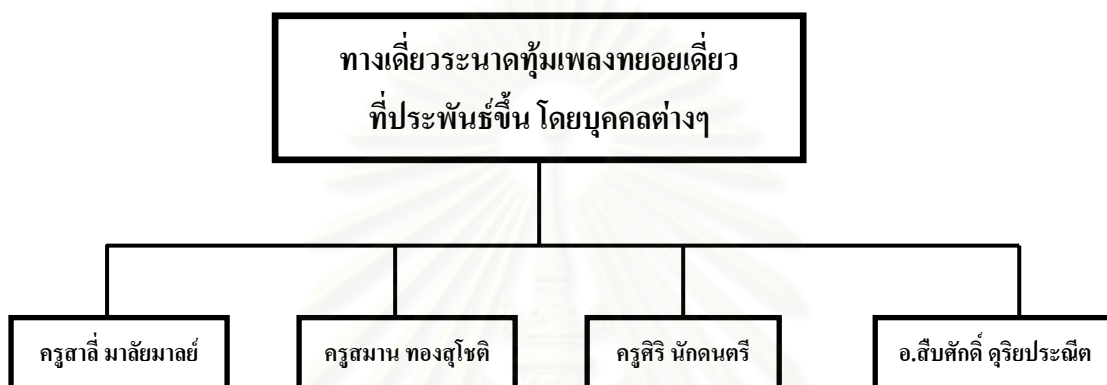 ทางเดี่ยวระนาดทุ้มเพลงทยอยเดี่ยว
ที่ประพันธ์ขึ้น โดยบุคคลต่างๆ
ครูสาลี่ มาลัยมาลย์
ครูสมาน ทองสุโชติ
ครูศิริ นักดนตรี
อ.สืบศักดิ์ ดุริยประณีต